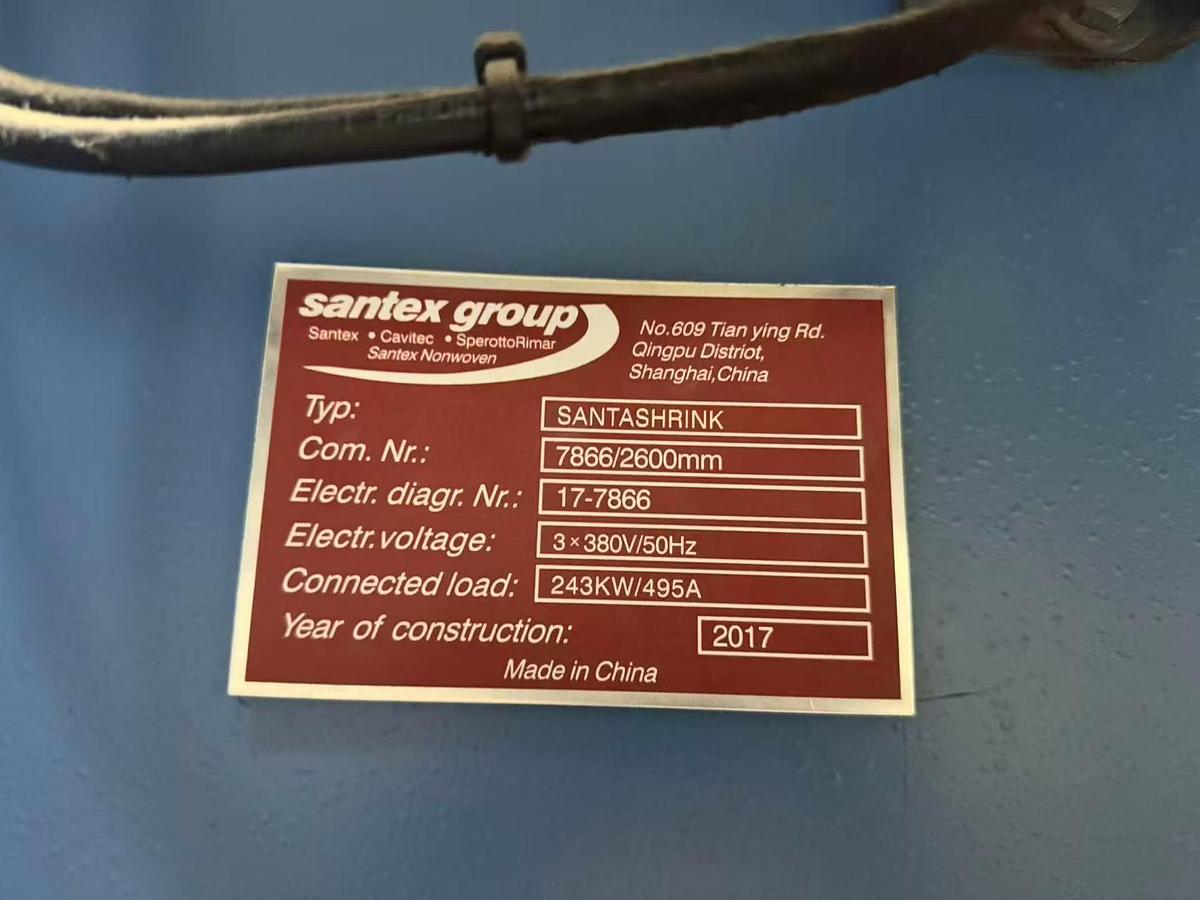 santex group
Santex • Cavitec • SperottoRimar
Santex Nonwoven
No.609 Tian ying Rd.
Qingpu Distriot,
Shanghai,China
Typ: SANTASHRINK
Com. Nr.: 7866/2600mm
Electr. diagr. Nr.: 17-7866
Electr.voltage: 3×380V/50Hz
Connected load: 243KW/495A
Year of construction: 2017
Made in China